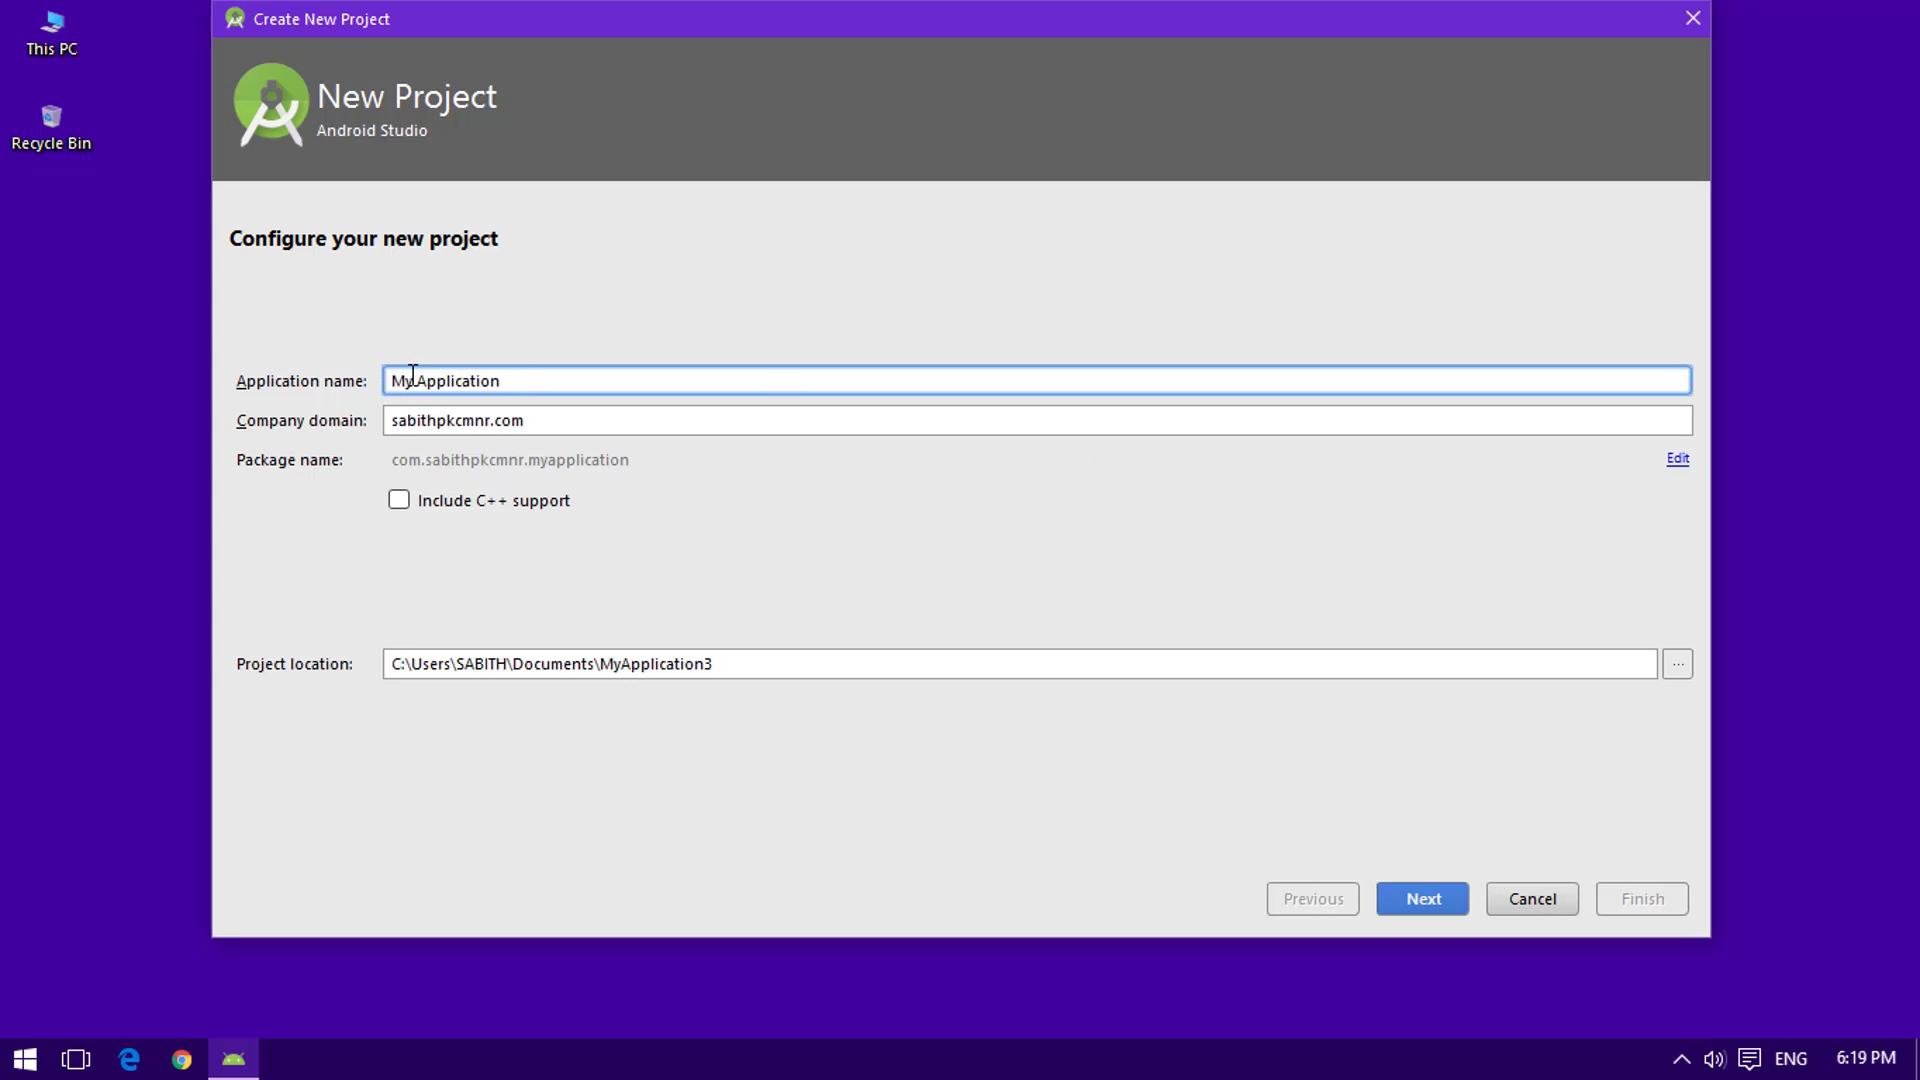 This PC
Recycle Bin
Create New Project
New Project
Android Studio
Configure your new project
Application name: My Application
Company domain: sabithpkcmnr.com
Package name: com.sabithpkcmnr.myapplication Edit
Include C++ support
Project location: C:\Users\SABITH\Documents\MyApplication3 ...
Previous Next Cancel Finish
ENG 6:19 PM